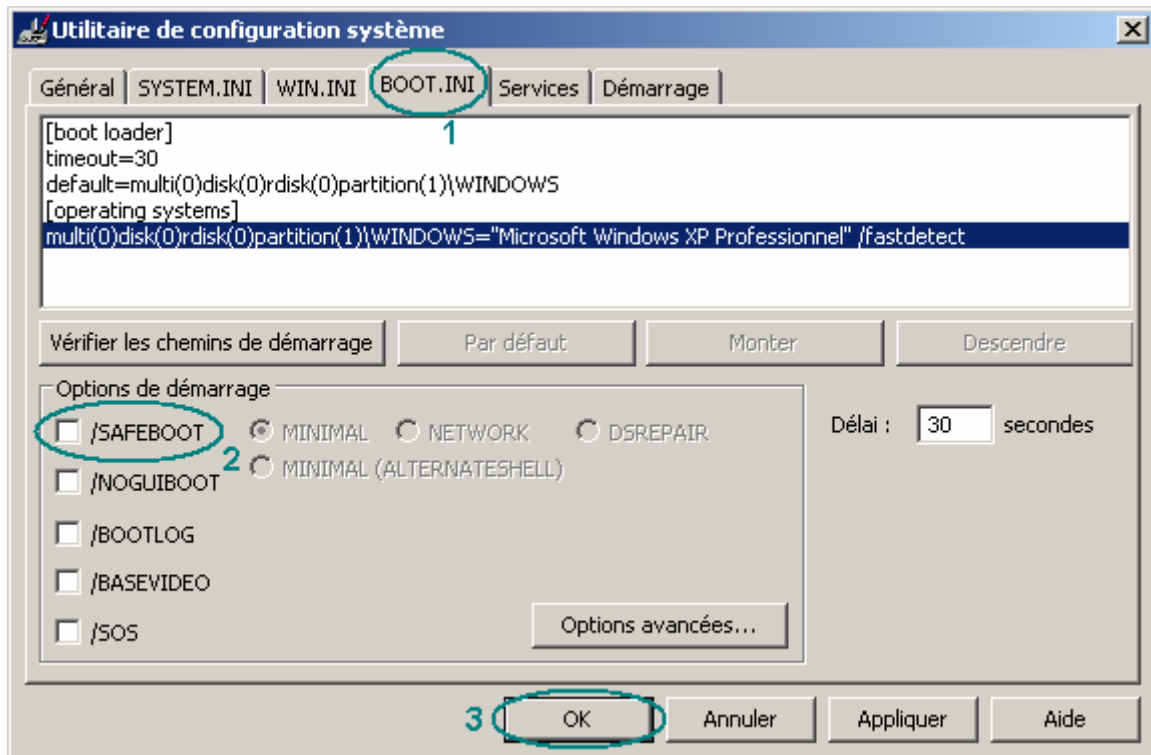 Utilitaire de configuration système
Général SYSTEM.INI WIN.INI BOOT.INI Services Démarrage
1
[boot loader]
timeout=30
default=multi(0)disk(0)rdisk(0)partition(1)\WINDOWS
[operating systems]
multi(0)disk(0)rdisk(0)partition(1)\WINDOWS="Microsoft Windows XP Professionnel" /fastdetect
Vérifier les chemins de démarrage Par défaut Monter Descendre
Options de démarrage
/SAFEBOOT MINIMAL NETWORK DSREPAIR Délai : 30 secondes
2 MINIMAL (ALTERNATESHELL)
/NOGUIBOOT
/BOOTLOG
/BASEVIDEO
/SOS Options avancées...
3 OK Annuler Appliquer Aide